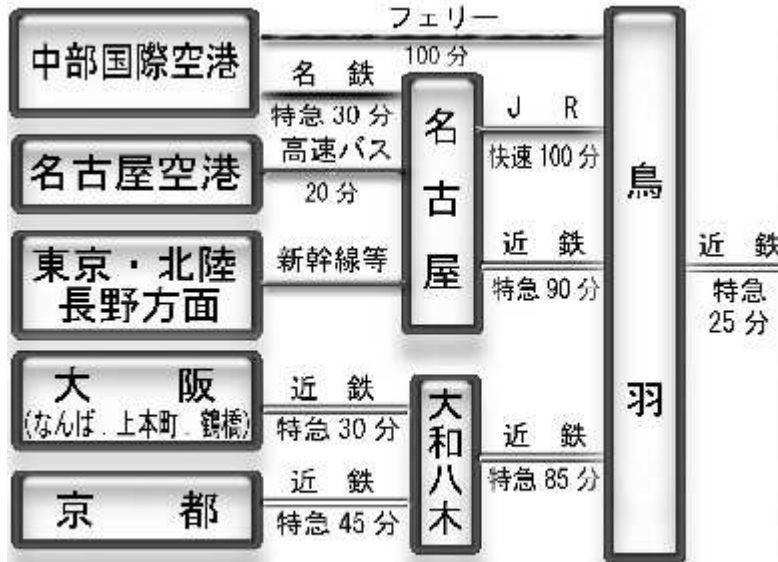 フェリー
中部国際空港
100分
名 鉄
特急30分
名古屋
J R
快速100分
高速バス
名古屋空港
20分
鳥羽
東京・北陸
長野方面
新幹線等
近 鉄
特急90分
近 鉄
特急
25分
大 阪
(なんば．上本町．鶴橋)
近 鉄
特急30分
大和八木
近 鉄
特急85分
京 都
近 鉄
特急45分